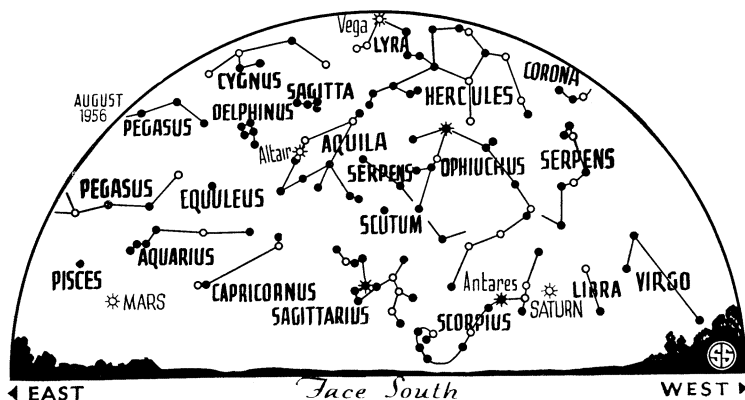 Vega
LYRA
CYGNUS
CORONA
SAGITTA
HERCULES
AUGUST
1956
PEGASUS
DELPHINUS
Altair
AQUILA
SERPENS
OPHIUCHUS
SERPENS
PEGASUS
EQUULEUS
SCUTUM
AQUARIUS
PISCES
MARS
CAPRICORNUS
SAGITTARIUS
Antares
SCORPIUS
SATURN
LIBRA
VIRGO
SS
EAST
Face South
WEST